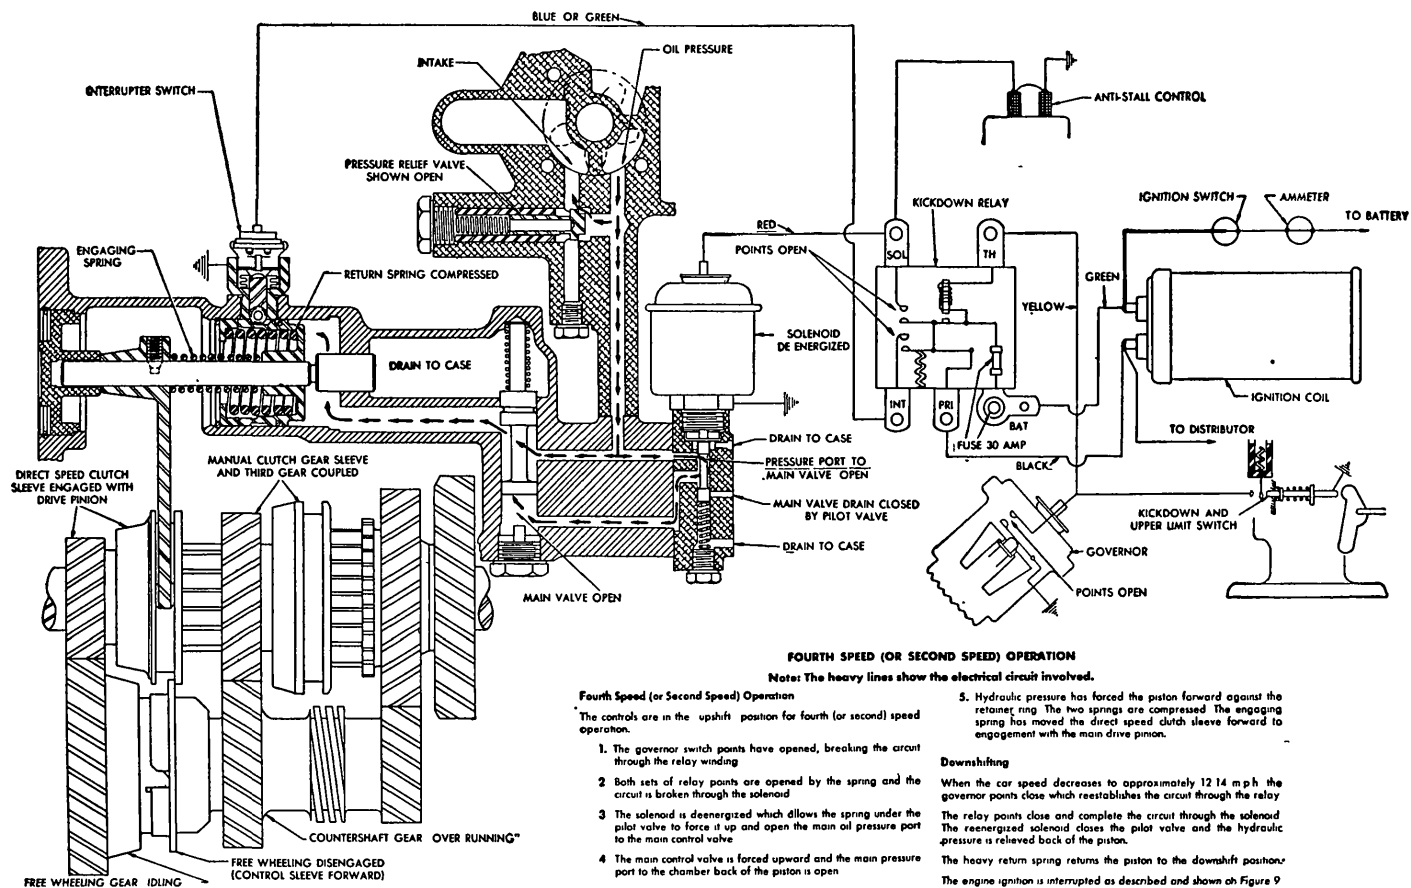 BLUE OR GREEN
OIL PRESSURE
INTAKE
INTERRUPTER SWITCH
ANTI-STALL CONTROL
PRESSURE RELIEF VALVE
SHOWN OPEN
KICKDOWN RELAY
IGNITION SWITCH
AMMETER
TO BATTERY
RED
POINTS OPEN
SOL
TH
ENGAGING
SPRING
RETURN SPRING COMPRESSED
GREEN
YELLOW
SOLENOID
DE ENERGIZED
DRAIN TO CASE
INT
PRI
BAT
IGNITION COIL
FUSE 30 AMP
TO DISTRIBUTOR
DRAIN TO CASE
BLACK
MANUAL CLUTCH GEAR SLEEVE
AND THIRD GEAR COUPLED
DIRECT SPEED CLUTCH
SLEEVE ENGAGED WITH
DRIVE PINION
PRESSURE PORT TO
MAIN VALVE OPEN
MAIN VALVE DRAIN CLOSED
BY PILOT VALVE
KICKDOWN AND
UPPER LIMIT SWITCH
DRAIN TO CASE
GOVERNOR
POINTS OPEN
MAIN VALVE OPEN
COUNTERSHAFT GEAR OVER RUNNING"
FREE WHEELING DISENGAGED
(CONTROL SLEEVE FORWARD)
FREE WHEELING GEAR IDLING
FOURTH SPEED (OR SECOND SPEED) OPERATION
Note: The heavy lines show the electrical circuit involved.
Fourth Speed (or Second Speed) Operation
The controls are in the upshift position for fourth (or second) speed
operation.
1. The governor switch points have opened, breaking the circuit
through the relay winding
2 Both sets of relay points are opened by the spring and the
circuit is broken through the solenoid
3 The solenoid is deenergized which allows the spring under the
pilot valve to force it up and open the main oil pressure port
to the main control valve
4 The main control valve is forced upward and the main pressure
port to the chamber back of the piston is open
5. Hydraulic pressure has forced the piston forward against the
retainer ring The two springs are compressed The engaging
spring has moved the direct speed clutch sleeve forward to
engagement with the main drive pinion.
Downshifting
When the car speed decreases to approximately 12 14 m p h the
governor points close which reestablishes the circuit through the relay
The relay points close and complete the circuit through the solenoid
The reenergized solenoid closes the pilot valve and the hydraulic
pressure is relieved back of the piston.
The heavy return spring returns the piston to the downshift position.
The engine ignition is interrupted as described and shown on Figure 9